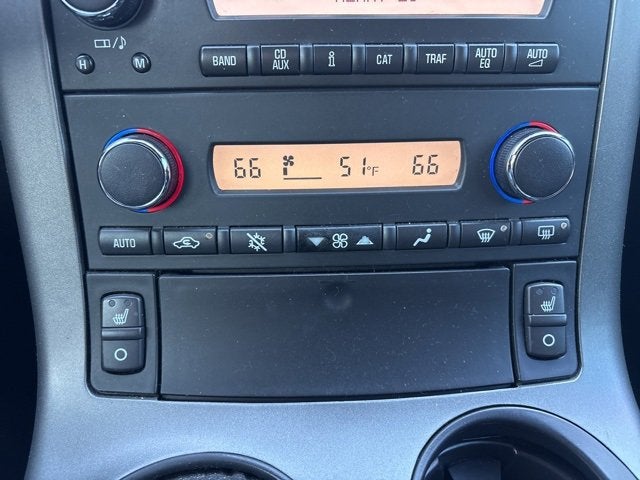 H M BAND CD AUX i CAT TRAF AUTO EQ AUTO
66 51°F 66
AUTO